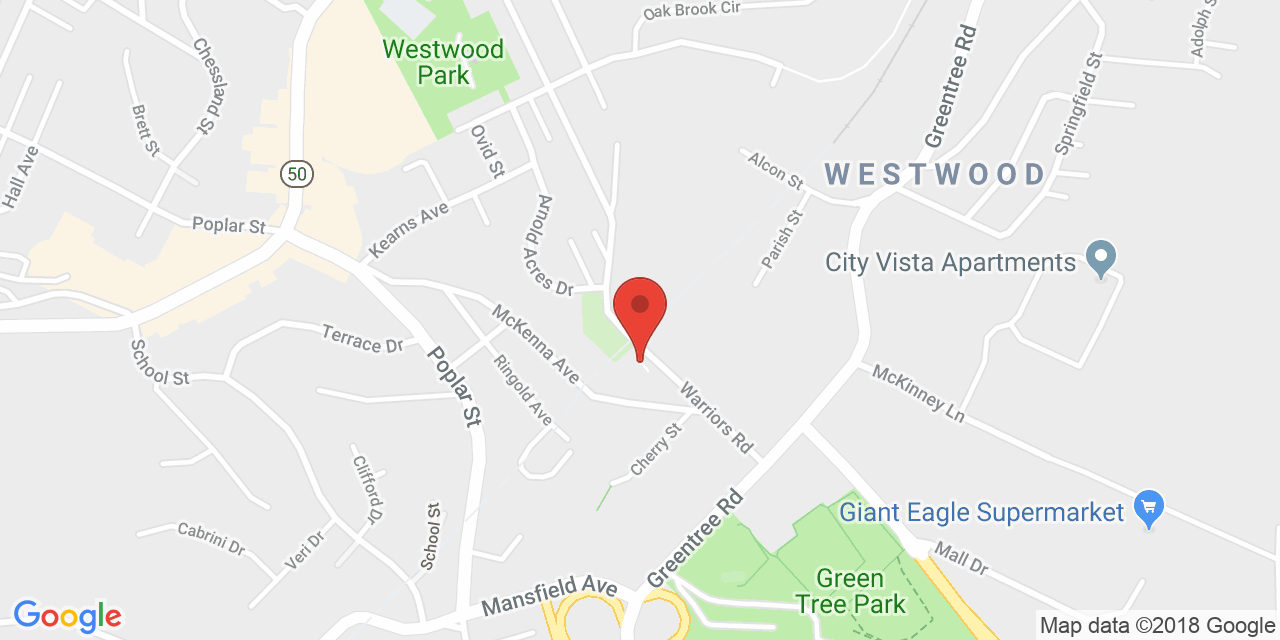 Oak Brook Cir
Adolph S
Westwood
Park
Chessland St
Greentree Rd
Springfield St
Brett St
Ovid St
Hall Ave
50
Alcon St
WESTWOOD
Poplar St
Kearns Ave
Arnold Acres Dr
Parish St
City Vista Apartments
McKenna Ave
Terrace Dr
School St
Poplar St
Ringold Ave
Warriors Rd
McKinney Ln
Cherry St
Clifford Dr
School St
Giant Eagle Supermarket
Greentree Rd
Cabrini Dr
Veri Dr
Mall Dr
Green
Tree Park
Mansfield Ave
Google
Map data ©2018 Google